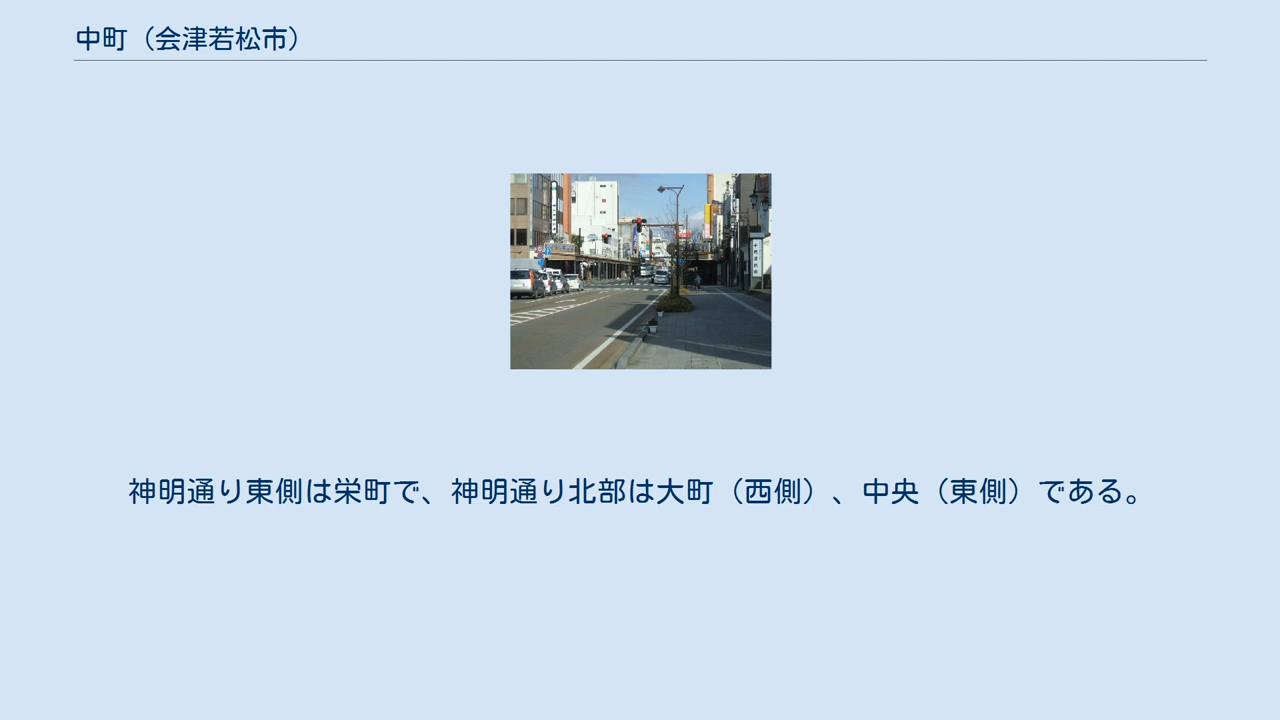 中町（会津若松市）
神明通り東側は栄町で、神明通り北部は大町（西側）、中央（東側）である。